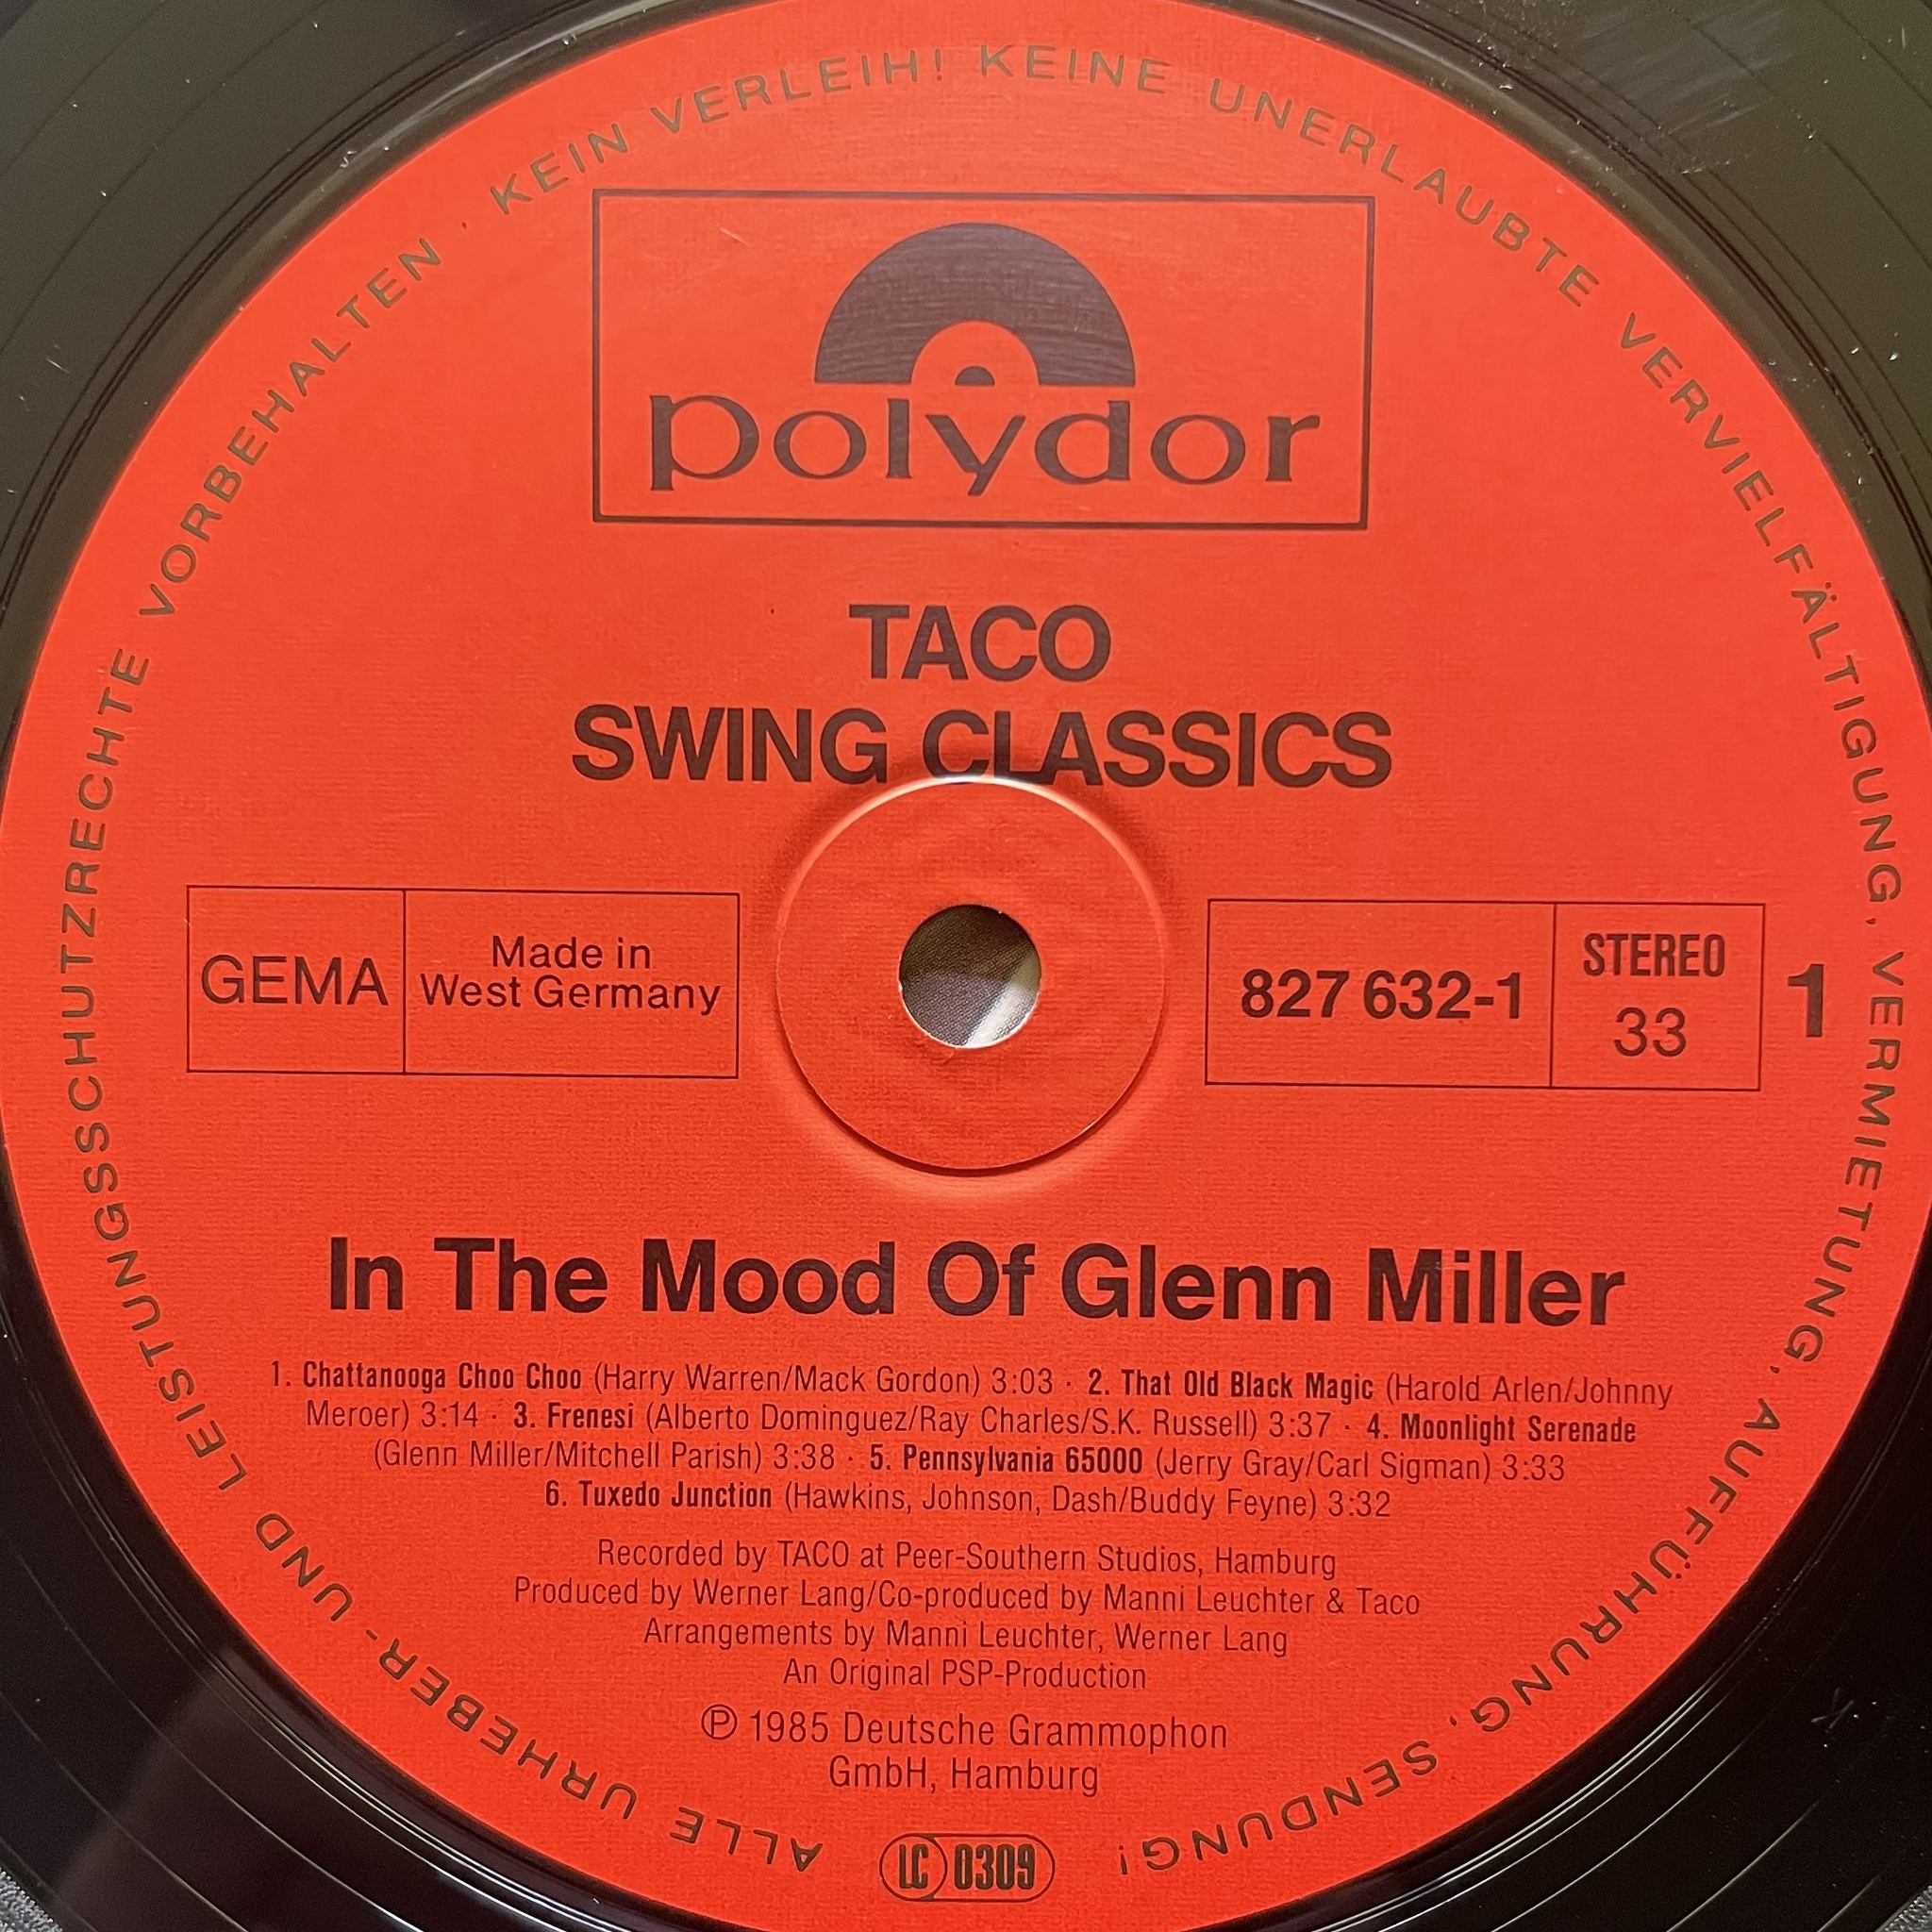 ALLE URHEBER- UND LEISTUNGSSCHUTZRECHTE VORBEHALTEN · KEIN VERLEIH! KEINE UNERLAUBTE VERVIELFÄLTIGUNG, VERMIETUNG, AUFFÜHRUNG, SENDUNG!
polydor
TACO
SWING CLASSICS
GEMA
Made in
West Germany
827 632-1
STEREO
33
1
In The Mood Of Glenn Miller
1. Chattanooga Choo Choo (Harry Warren/Mack Gordon) 3:03 · 2. That Old Black Magic (Harold Arlen/Johnny
Meroer) 3:14 · 3. Frenesi (Alberto Dominguez/Ray Charles/S.K. Russell) 3:37 · 4. Moonlight Serenade
(Glenn Miller/Mitchell Parish) 3:38 · 5. Pennsylvania 65000 (Jerry Gray/Carl Sigman) 3:33
6. Tuxedo Junction (Hawkins, Johnson, Dash/Buddy Feyne) 3:32
Recorded by TACO at Peer-Southern Studios, Hamburg
Produced by Werner Lang/Co-produced by Manni Leuchter & Taco
Arrangements by Manni Leuchter, Werner Lang
An Original PSP-Production
℗ 1985 Deutsche Grammophon
GmbH, Hamburg
LC 0309